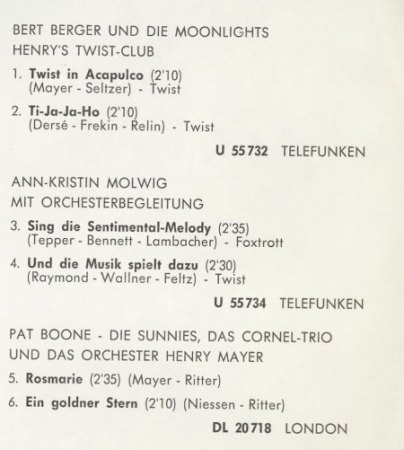 BERT BERGER UND DIE MOONLIGHTS
HENRY'S TWIST-CLUB
1. Twist in Acapulco (2'10)
(Mayer - Seltzer) - Twist
2. Ti-Ja-Ja-Ho (2'10)
(Dersé - Frekin - Relin) - Twist
U 55732 TELEFUNKEN
ANN-KRISTIN MOLWIG
MIT ORCHESTERBEGLEITUNG
3. Sing die Sentimental-Melody (2'35)
(Tepper - Bennett - Lambacher) - Foxtrott
4. Und die Musik spielt dazu (2'30)
(Raymond - Wallner - Feltz) - Twist
U 55734 TELEFUNKEN
PAT BOONE - DIE SUNNIES, DAS CORNEL-TRIO
UND DAS ORCHESTER HENRY MAYER
5. Rosmarie (2'35) (Mayer - Ritter)
6. Ein goldner Stern (2'10) (Niessen - Ritter)
DL 20718 LONDON